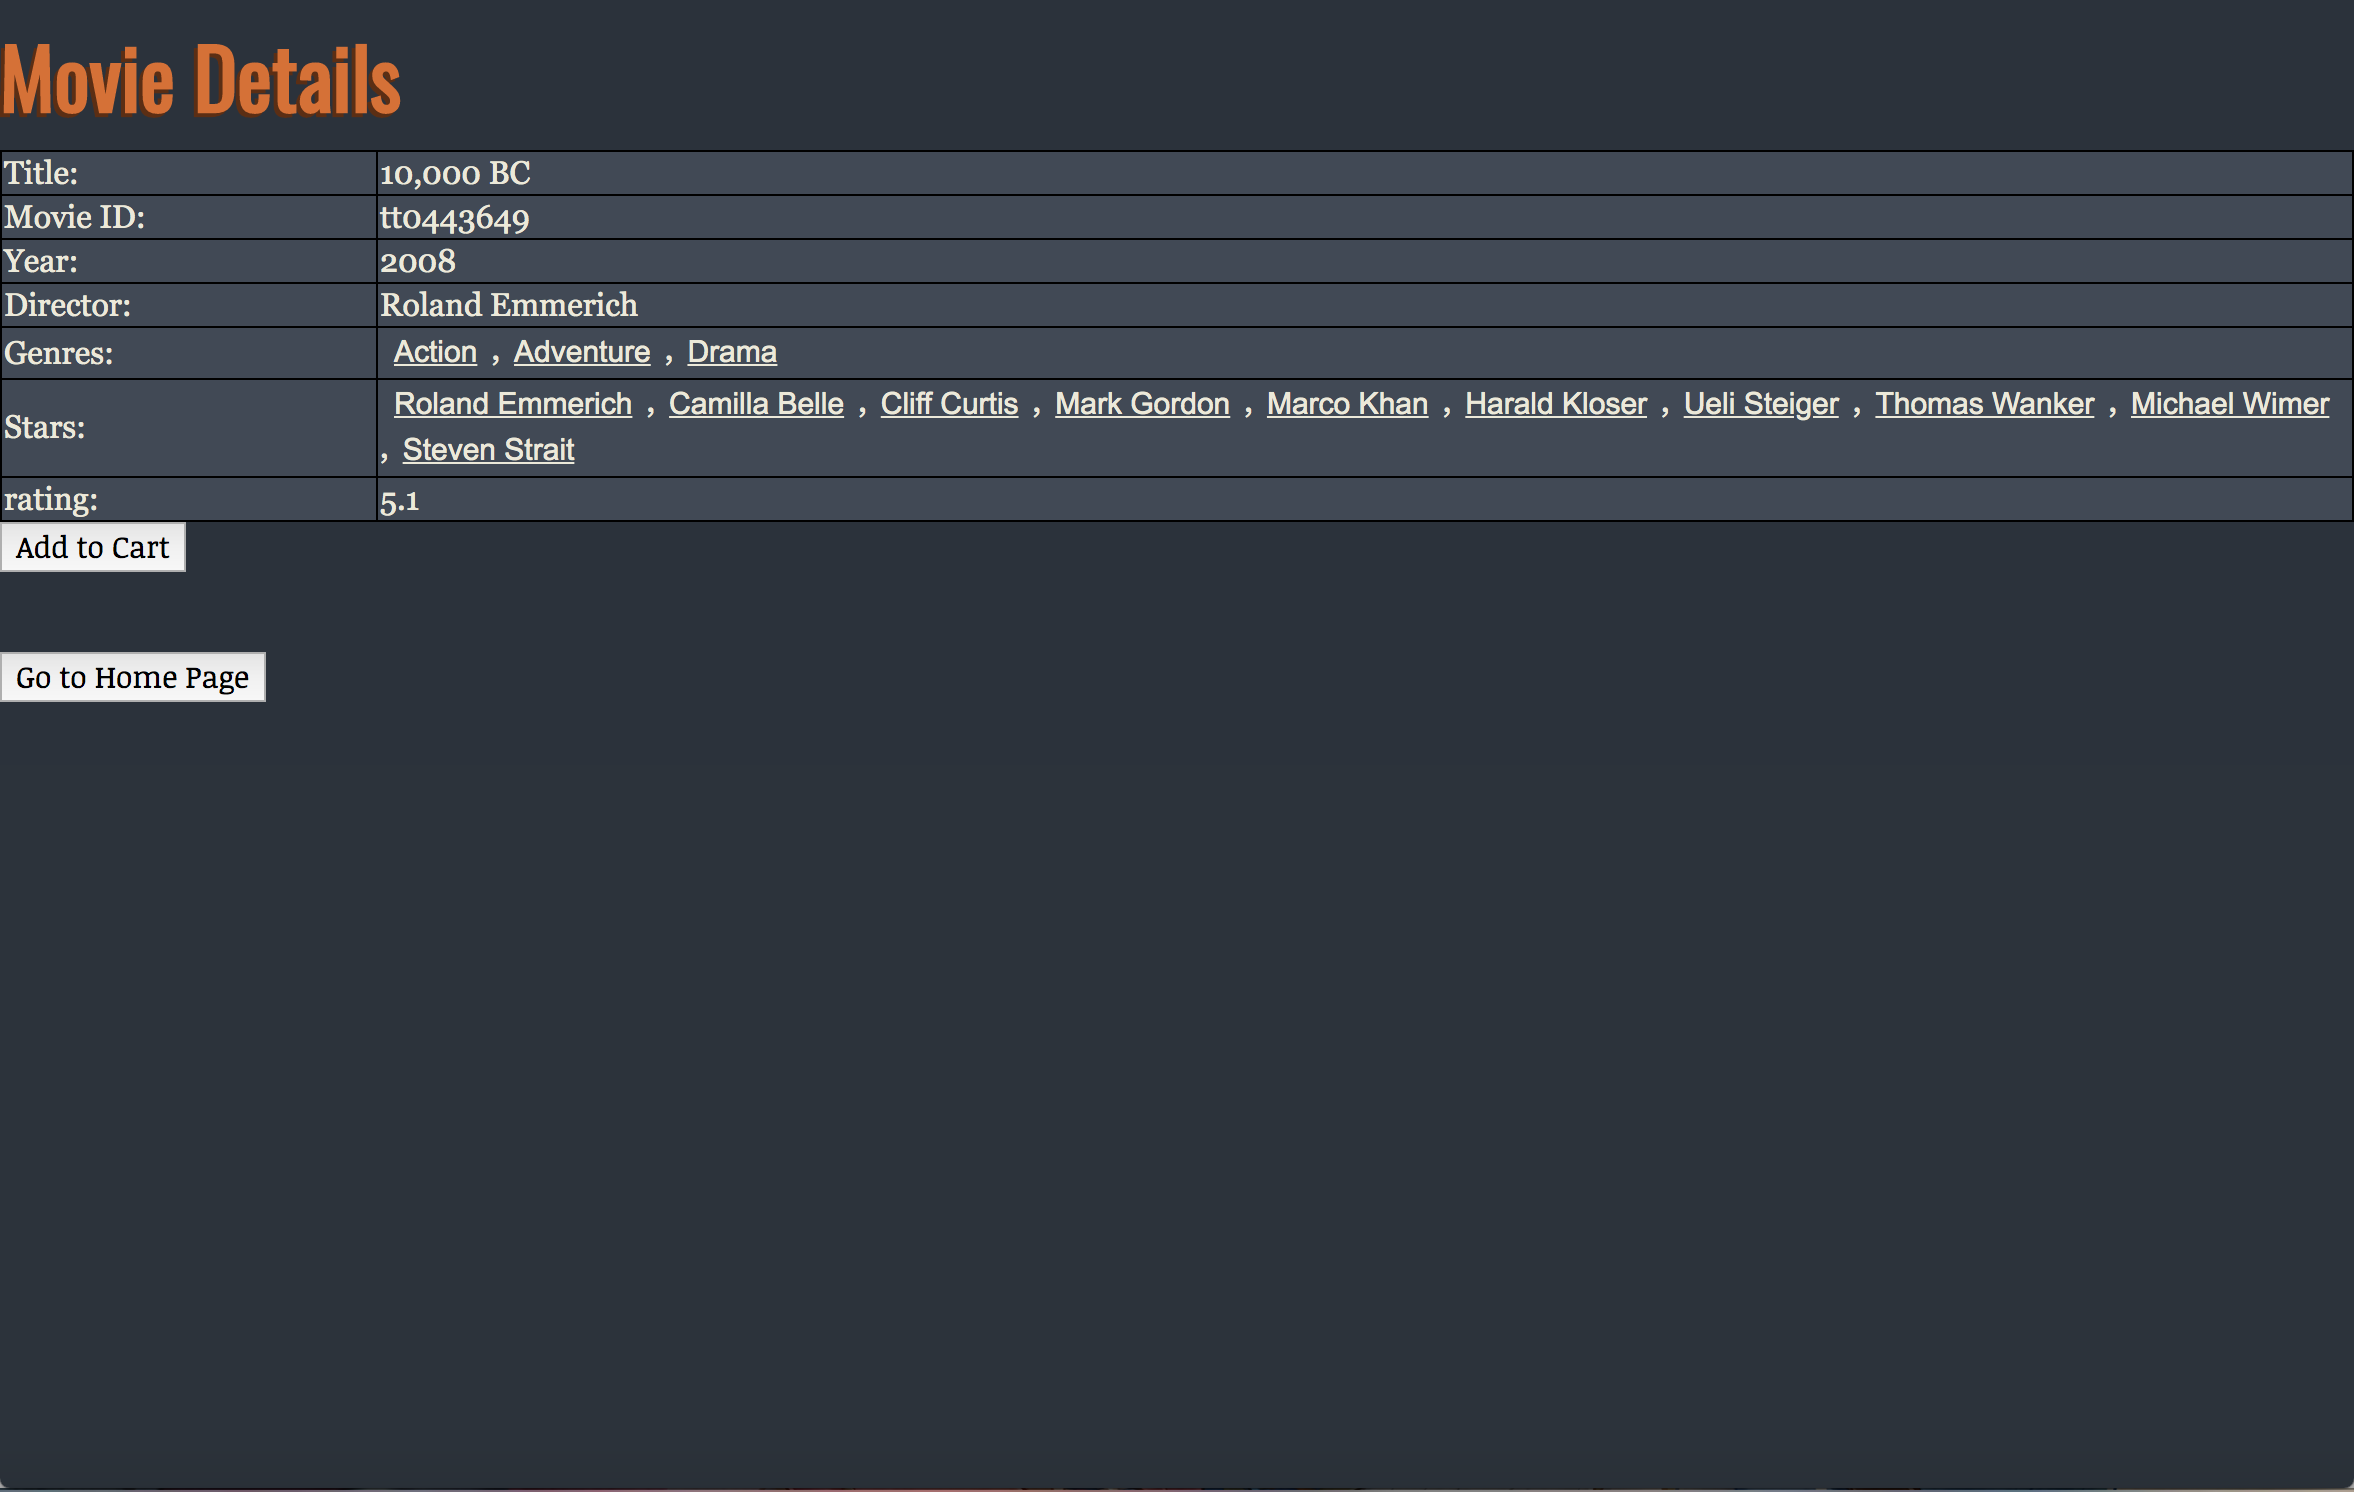 Movie Details
Title: 10,000 BC
Movie ID: tt0443649
Year: 2008
Director: Roland Emmerich
Genres: Action , Adventure , Drama
Stars: Roland Emmerich , Camilla Belle , Cliff Curtis , Mark Gordon , Marco Khan , Harald Kloser , Ueli Steiger , Thomas Wanker , Michael Wimer
, Steven Strait
rating: 5.1
Add to Cart
Go to Home Page